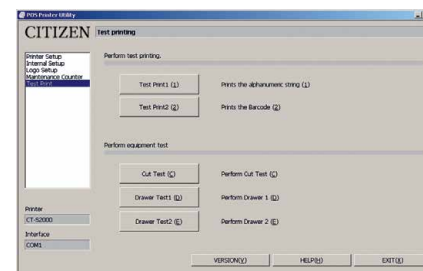 POS Printer Utility
CITIZEN Test printing
Printer Setup
Internal Setup
Logo Setup
Maintenance Counter
Test Print
Perform test printing.
Test Print1 (1) Prints the alphanumeric string (1)
Test Print2 (2) Prints the Barcode (2)
Perform equipment test
Cut Test (C) Perform Cut Test (C)
Drawer Test1 (D) Perform Drawer 1 (D)
Drawer Test2 (E) Perform Drawer 2 (E)
Printer
CT-S2000
Interface
COM1
VERSION(V) HELP(H) EXIT(X)